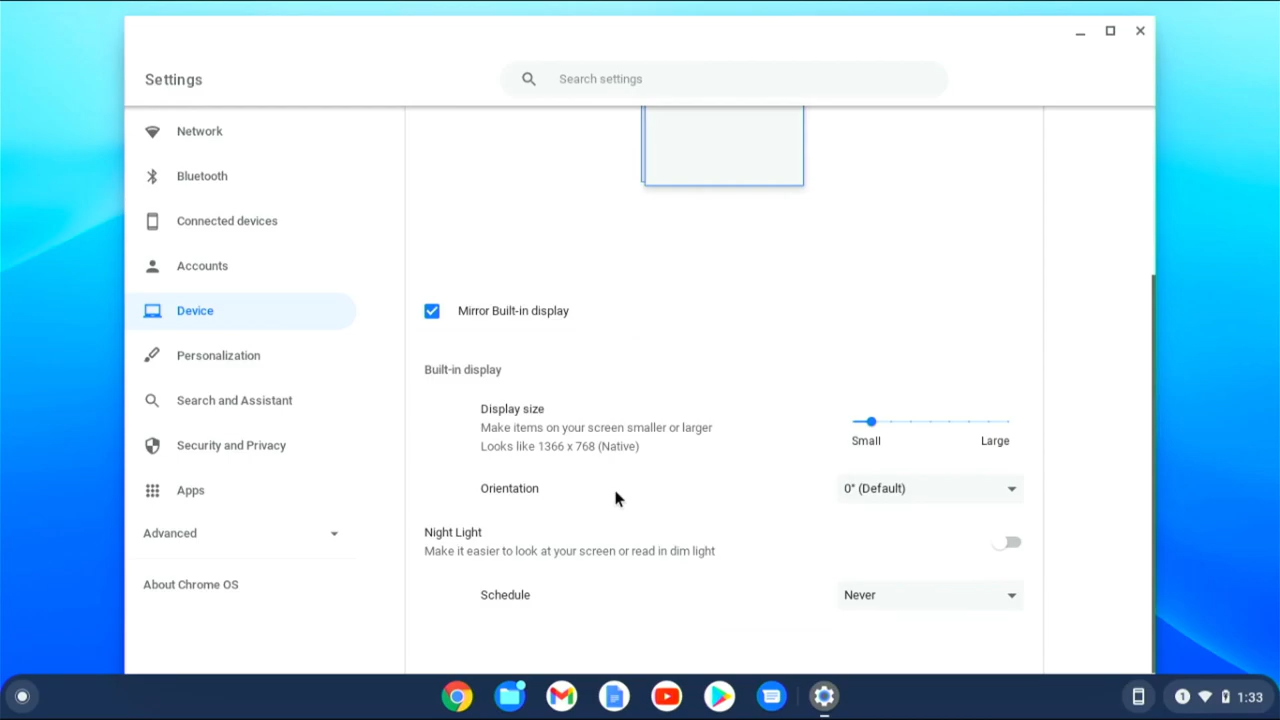 Settings
Search settings
Network
Bluetooth
Connected devices
Accounts
Device
Personalization
Search and Assistant
Security and Privacy
Apps
Advanced
About Chrome OS
Mirror Built-in display
Built-in display
Display size
Make items on your screen smaller or larger
Looks like 1366 x 768 (Native)
Small Large
Orientation
0° (Default)
Night Light
Make it easier to look at your screen or read in dim light
Schedule
Never
1 1:33